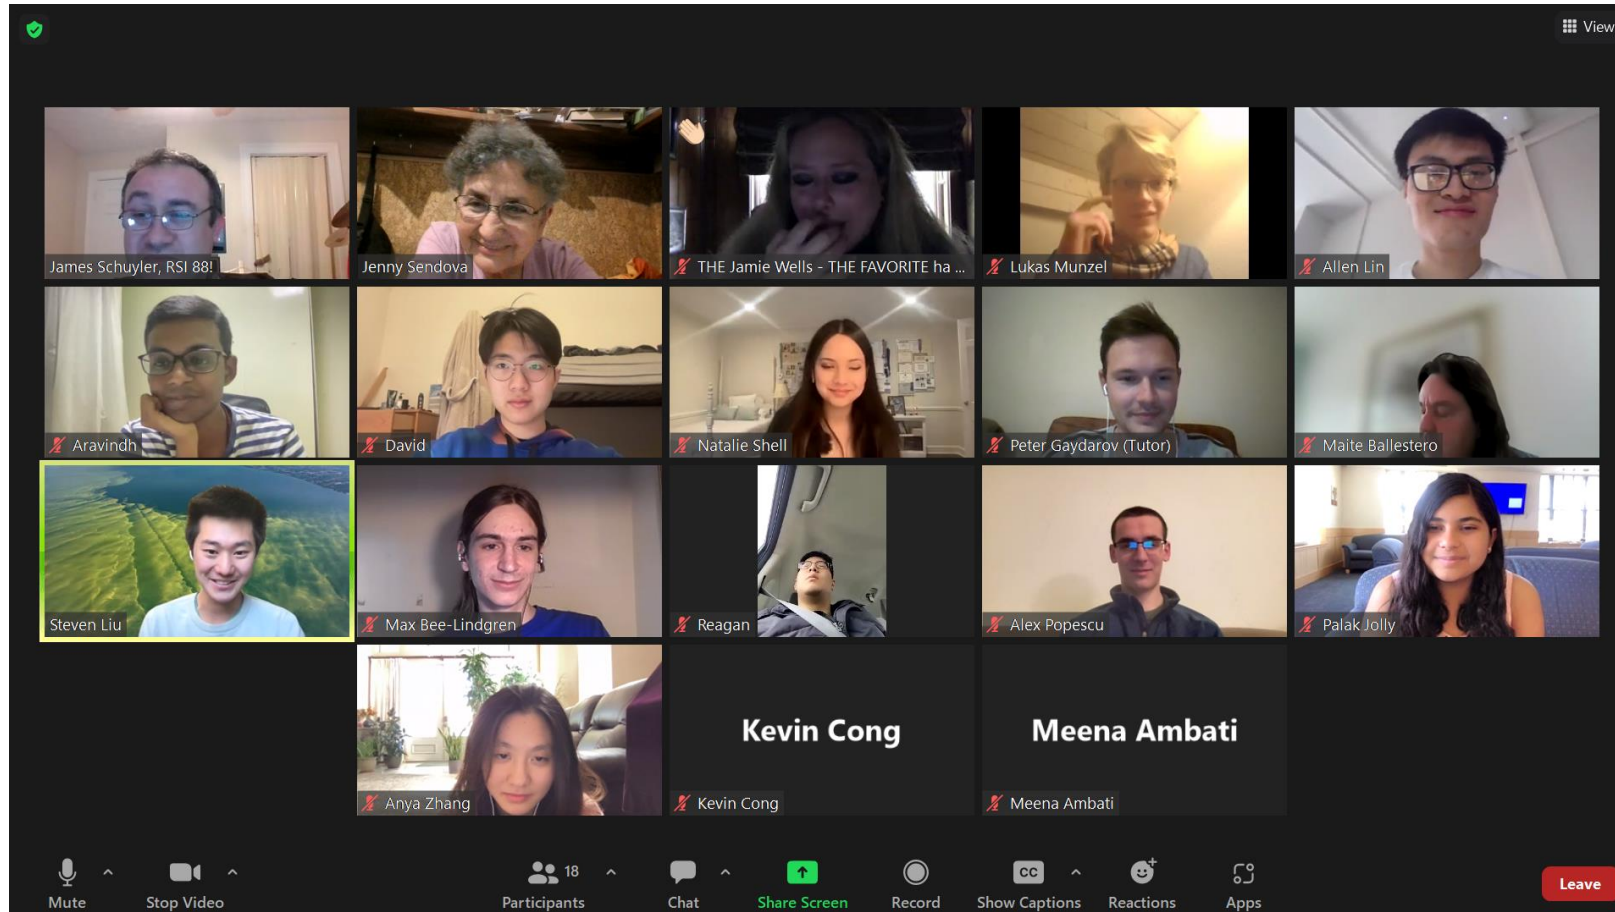 View
James Schuyler, RSI 88!
Jenny Sendova
THE Jamie Wells - THE FAVORITE ha ...
Lukas Munzel
Allen Lin
Aravindh
David
Natalie Shell
Peter Gaydarov (Tutor)
Maite Ballestero
Steven Liu
Max Bee-Lindgren
Reagan
Alex Popescu
Palak Jolly
Anya Zhang
Kevin Cong
Kevin Cong
Meena Ambati
Meena Ambati
Mute
Stop Video
18
Participants
Chat
Share Screen
Record
CC
Show Captions
Reactions
Apps
Leave